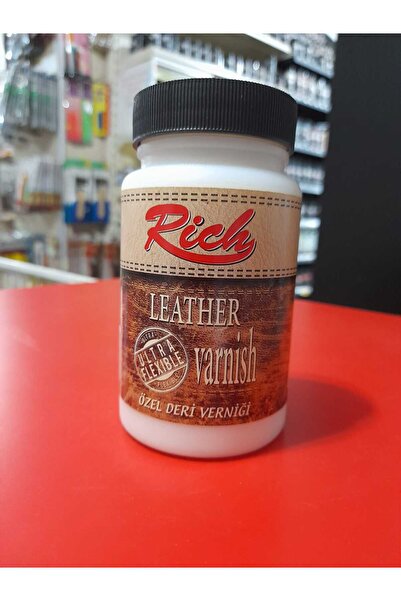 Rich
LEATHER
varnish
ULTRA
FLEXIBLE
ÖZEL DERİ VERNİĞİ